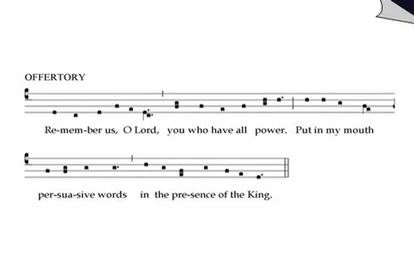 OFFERTORY
Re-mem-ber us, O Lord, you who have all power. Put in my mouth
per-sua-sive words in the pre-sence of the King.